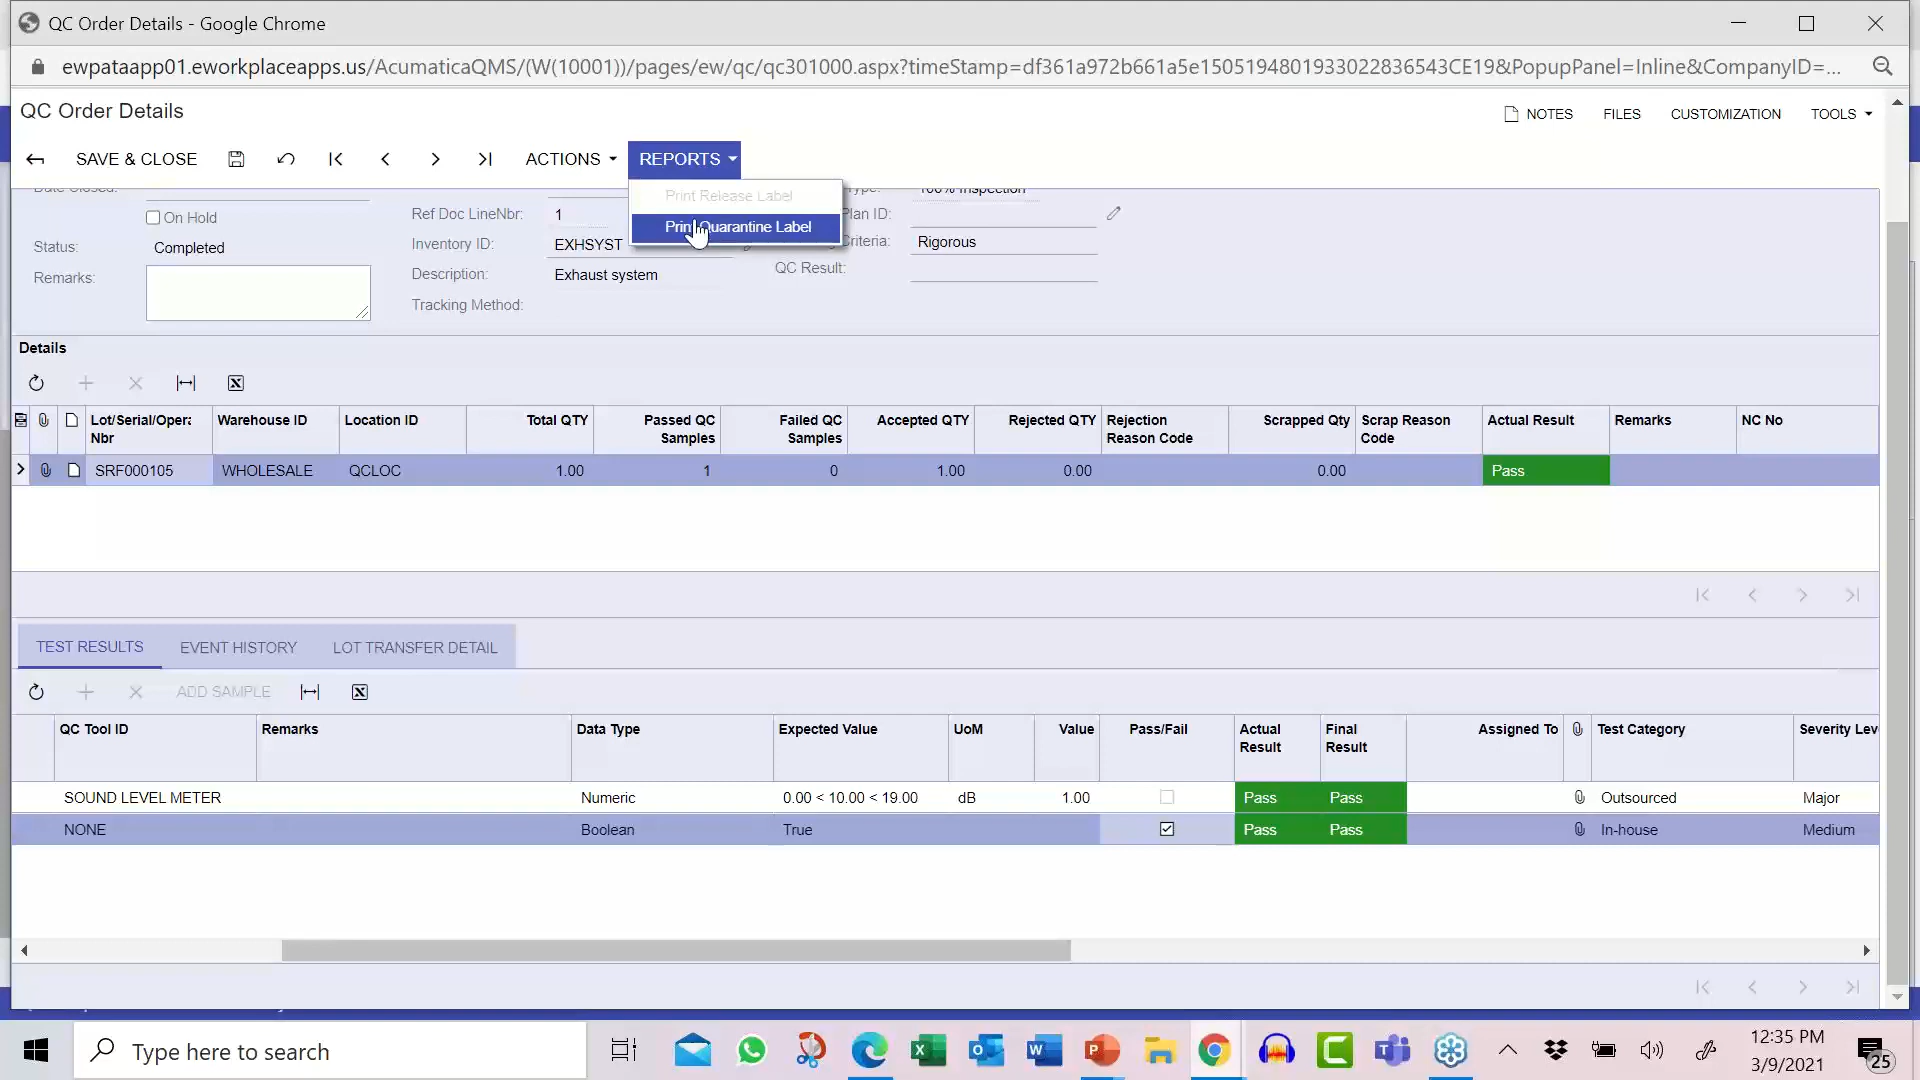 QC Order Details - Google Chrome
ewpataapp01.eworkplaceapps.us/AcumaticaQMS/(W(10001))/pages/ew/qc/qc301000.aspx?timeStamp=df361a972b661a5e1505194801933022836543CE19&PopupPanel=Inline&CompanyID=...
QC Order Details
NOTES FILES CUSTOMIZATION TOOLS
SAVE & CLOSE ACTIONS REPORTS
Print Release Label
Print Quarantine Label
Date Closed:
100% Inspection
On Hold
Ref Doc LineNbr: 1
Plan ID:
Status: Completed
Inventory ID: EXHSYST
Criteria: Rigorous
Remarks:
Description: Exhaust system
QC Result:
Tracking Method:
Details
Lot/Serial/Opera Nbr Warehouse ID Location ID Total QTY Passed QC Samples Failed QC Samples Accepted QTY Rejected QTY Rejection Reason Code Scrapped Qty Scrap Reason Code Actual Result Remarks NC No
SRF000105 WHOLESALE QCLOC 1.00 1 0 1.00 0.00 0.00 Pass
TEST RESULTS EVENT HISTORY LOT TRANSFER DETAIL
ADD SAMPLE
QC Tool ID Remarks Data Type Expected Value UoM Value Pass/Fail Actual Result Final Result Assigned To Test Category Severity Lev
SOUND LEVEL METER Numeric 0.00 < 10.00 < 19.00 dB 1.00 Pass Pass Outsourced Major
NONE Boolean True Pass Pass In-house Medium
Type here to search
12:35 PM
3/9/2021
25